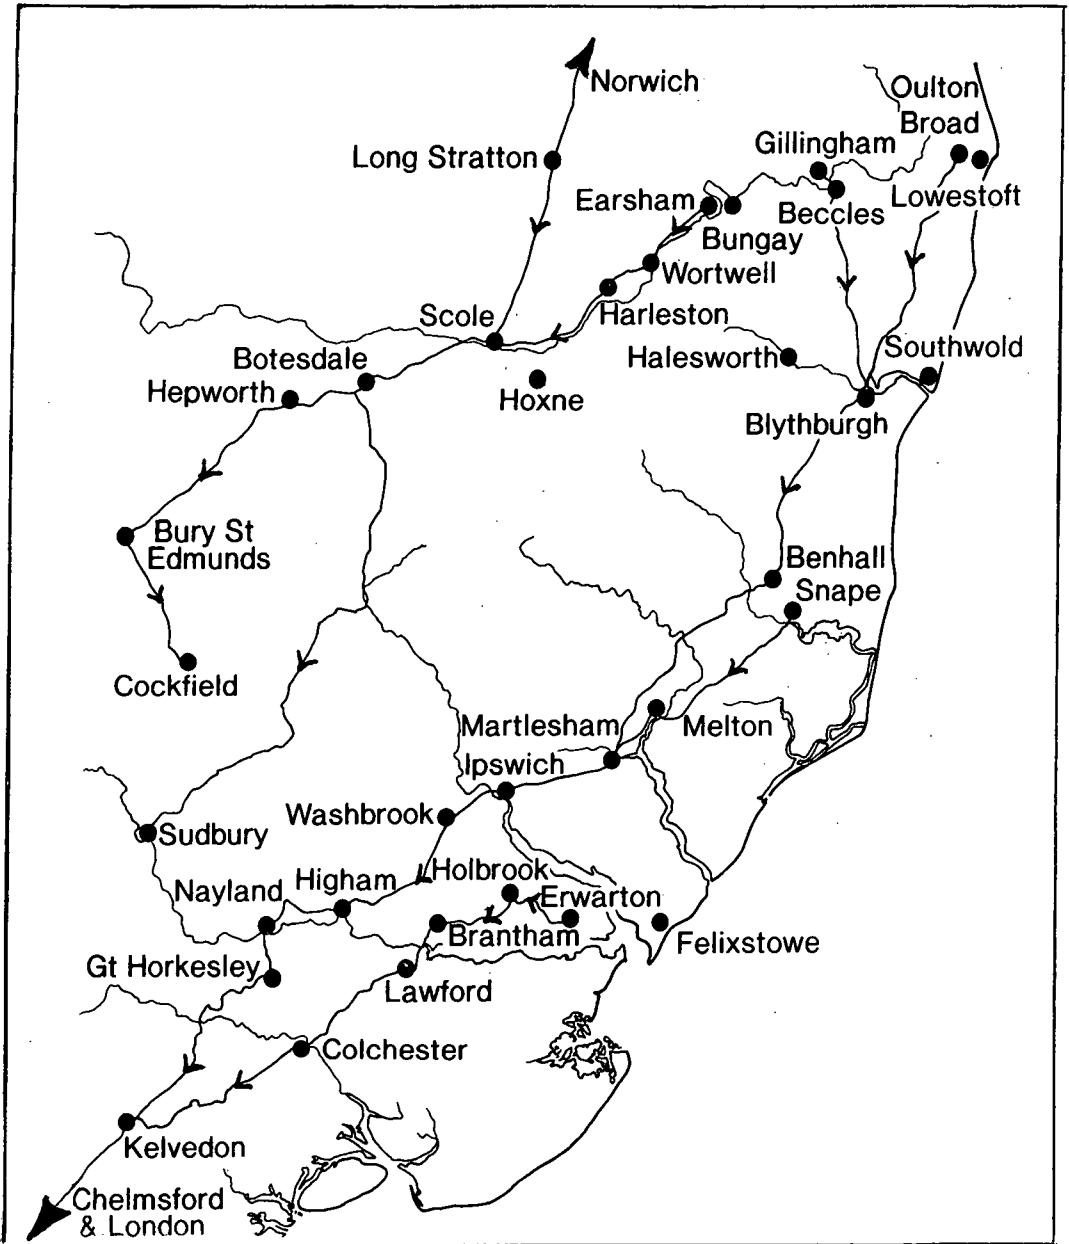 Norwich
Oulton
Broad
Long Stratton
Gillingham
Earsham
Beccles
Lowestoft
Bungay
Wortwell
Scole
Harleston
Botesdale
Halesworth
Southwold
Hepworth
Hoxne
Blythburgh
Bury St
Edmunds
Benhall
Snape
Cockfield
Martlesham
Melton
Ipswich
Washbrook
Sudbury
Holbrook
Higham
Nayland
Erwarton
Brantham
Felixstowe
Gt Horkesley
Lawford
Colchester
Kelvedon
Chelmsford
& London